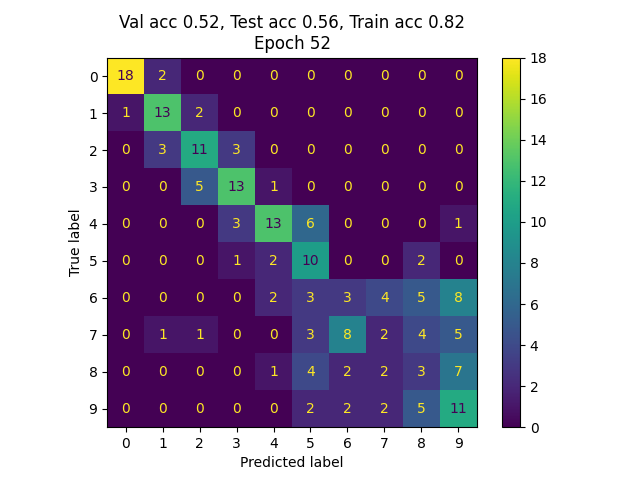 Val acc 0.52, Test acc 0.56, Train acc 0.82
Epoch 52
0 18 2 0 0 0 0 0 0 0 0
1 1 13 2 0 0 0 0 0 0 0
2 0 3 11 3 0 0 0 0 0 0
3 0 0 5 13 1 0 0 0 0 0
4 0 0 0 3 13 6 0 0 0 1
5 0 0 0 1 2 10 0 0 2 0
6 0 0 0 0 2 3 3 4 5 8
7 0 1 1 0 0 3 8 2 4 5
8 0 0 0 0 1 4 2 2 3 7
9 0 0 0 0 0 2 2 2 5 11
0 1 2 3 4 5 6 7 8 9
Predicted label
True label
18
16
14
12
10
8
6
4
2
0